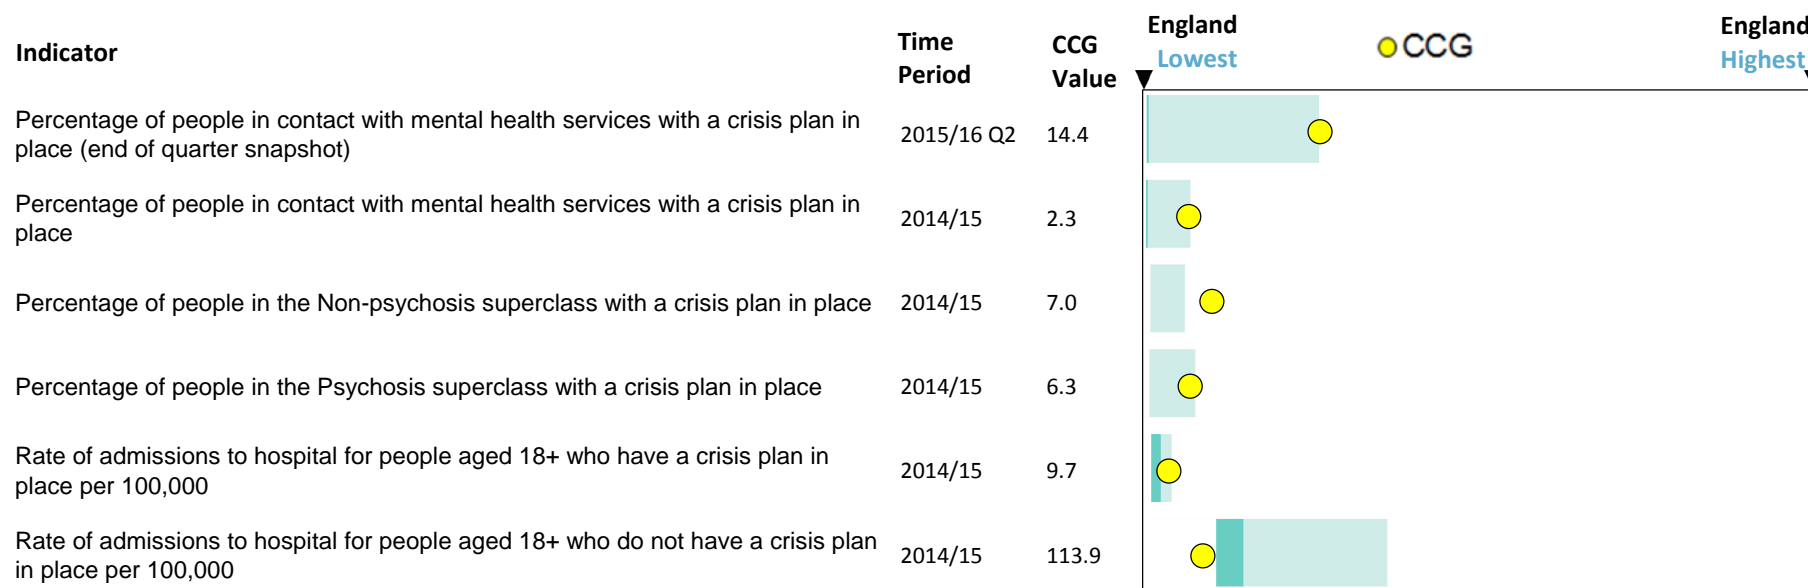 Indicator
Time
Period
CCG
Value
England
Lowest
CCG
England
Highest
Percentage of people in contact with mental health services with a crisis plan in
place (end of quarter snapshot)
2015/16 Q2
14.4
Percentage of people in contact with mental health services with a crisis plan in
place
2014/15
2.3
Percentage of people in the Non-psychosis superclass with a crisis plan in place
2014/15
7.0
Percentage of people in the Psychosis superclass with a crisis plan in place
2014/15
6.3
Rate of admissions to hospital for people aged 18+ who have a crisis plan in
place per 100,000
2014/15
9.7
Rate of admissions to hospital for people aged 18+ who do not have a crisis plan
in place per 100,000
2014/15
113.9